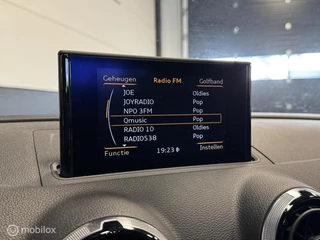 Geheugen Radio FM Golfband
JOE Oldies
JOYRADIO Pop
NPO 3FM Pop
Qmusic Pop
RADIO 10 Oldies
RADIO538 Pop
Functie 19:23 Instellen
mobilox